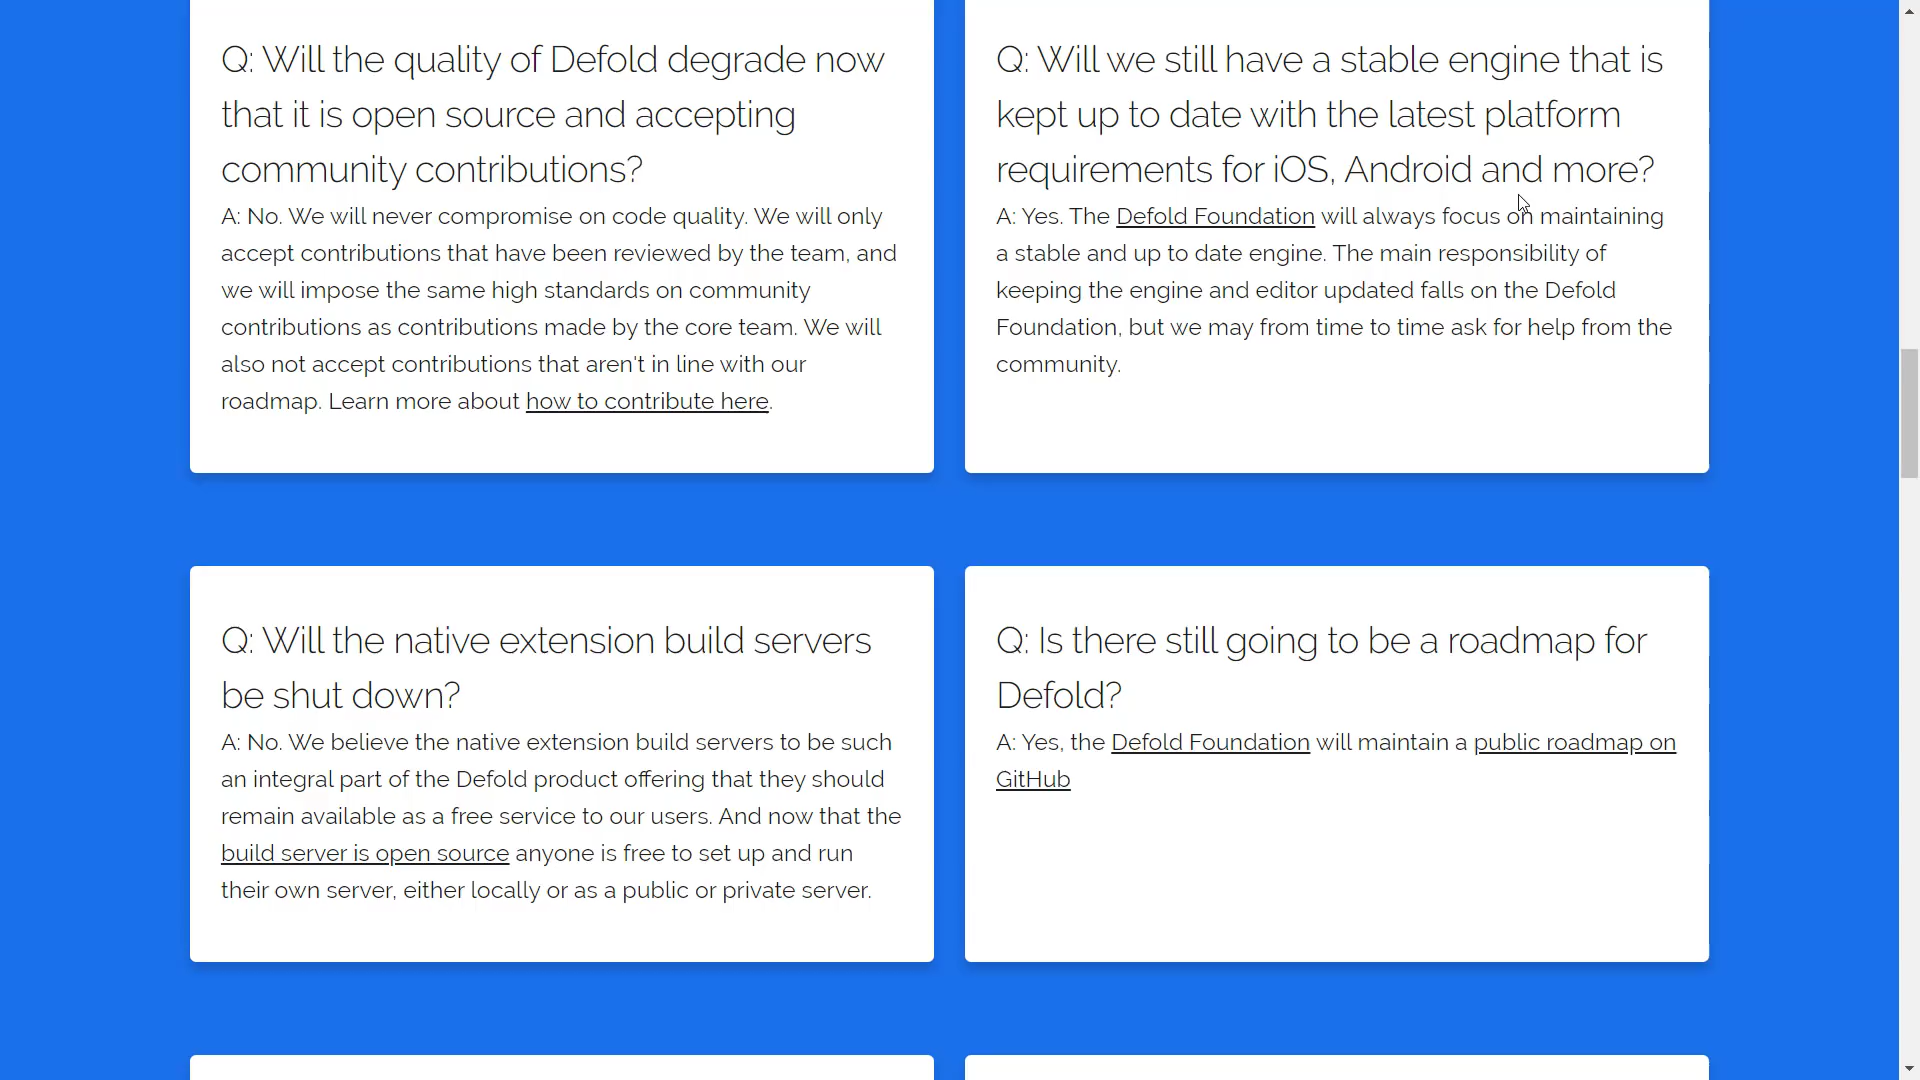 Q: Will the quality of Defold degrade now
that it is open source and accepting
community contributions?
A: No. We will never compromise on code quality. We will only
accept contributions that have been reviewed by the team, and
we will impose the same high standards on community
contributions as contributions made by the core team. We will
also not accept contributions that aren't in line with our
roadmap. Learn more about how to contribute here.
Q: Will we still have a stable engine that is
kept up to date with the latest platform
requirements for iOS, Android and more?
A: Yes. The Defold Foundation will always focus on maintaining
a stable and up to date engine. The main responsibility of
keeping the engine and editor updated falls on the Defold
Foundation, but we may from time to time ask for help from the
community.
Q: Will the native extension build servers
be shut down?
A: No. We believe the native extension build servers to be such
an integral part of the Defold product offering that they should
remain available as a free service to our users. And now that the
build server is open source anyone is free to set up and run
their own server, either locally or as a public or private server.
Q: Is there still going to be a roadmap for
Defold?
A: Yes, the Defold Foundation will maintain a public roadmap on
GitHub